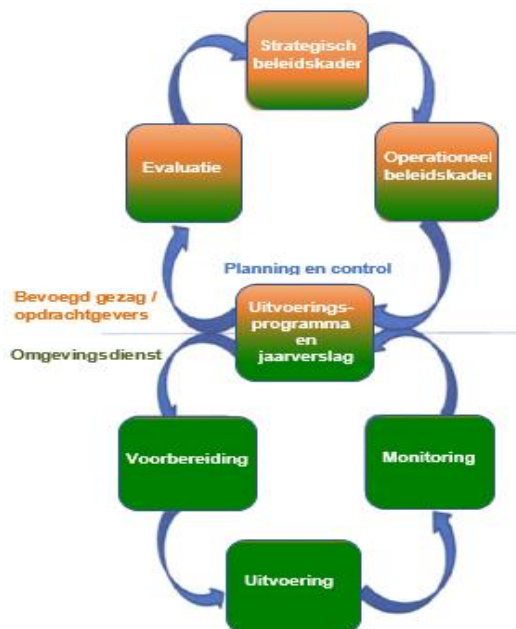 Strategisch
beleidskader
Evaluatie
Operationeel
beleidskader
Planning en control
Bevoegd gezag /
opdrachtgevers
Uitvoerings-
programma
en
jaarverslag
Omgevingsdienst
Voorbereiding
Monitoring
Uitvoering